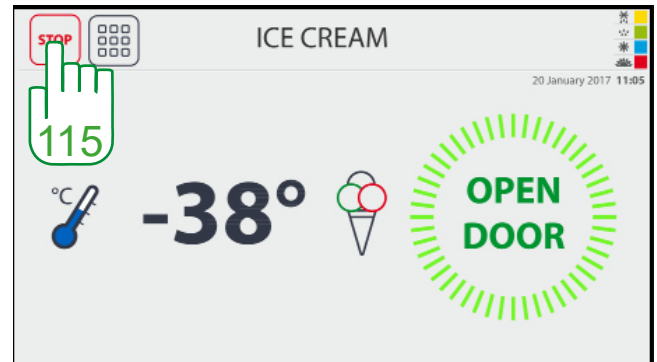 STOP
ICE CREAM
20 January 2017 11:05
115
°C
-38°
OPEN
DOOR